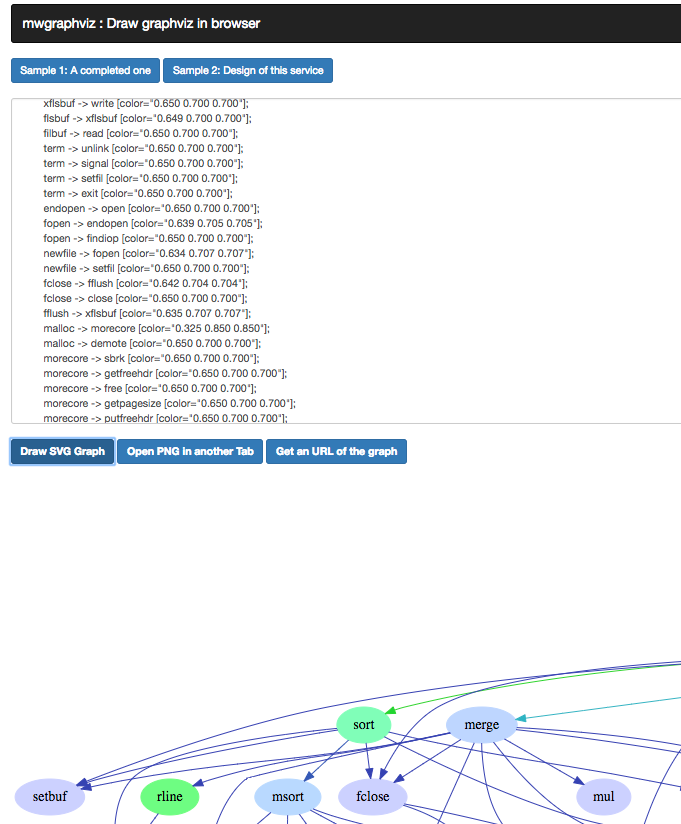 mwgraphviz : Draw graphviz in browser
Sample 1: A completed one
Sample 2: Design of this service
xflsbuf -> write [color="0.650 0.700 0.700"];
flsbuf -> xflsbuf [color="0.649 0.700 0.700"];
filbuf -> read [color="0.650 0.700 0.700"];
term -> unlink [color="0.650 0.700 0.700"];
term -> signal [color="0.650 0.700 0.700"];
term -> setfil [color="0.650 0.700 0.700"];
term -> exit [color="0.650 0.700 0.700"];
endopen -> open [color="0.650 0.700 0.700"];
fopen -> endopen [color="0.639 0.705 0.705"];
fopen -> findiop [color="0.650 0.700 0.700"];
newfile -> fopen [color="0.634 0.707 0.707"];
newfile -> setfil [color="0.650 0.700 0.700"];
fclose -> fflush [color="0.642 0.704 0.704"];
fclose -> close [color="0.650 0.700 0.700"];
fflush -> xflsbuf [color="0.635 0.707 0.707"];
malloc -> morecore [color="0.325 0.850 0.850"];
malloc -> demote [color="0.650 0.700 0.700"];
morecore -> sbrk [color="0.650 0.700 0.700"];
morecore -> getfreehdr [color="0.650 0.700 0.700"];
morecore -> free [color="0.650 0.700 0.700"];
morecore -> getpagesize [color="0.650 0.700 0.700"];
morecore -> putfreehdr [color="0.650 0.700 0.700"];
Draw SVG Graph
Open PNG in another Tab
Get an URL of the graph
sort
merge
setbuf
rline
msort
fclose
mul